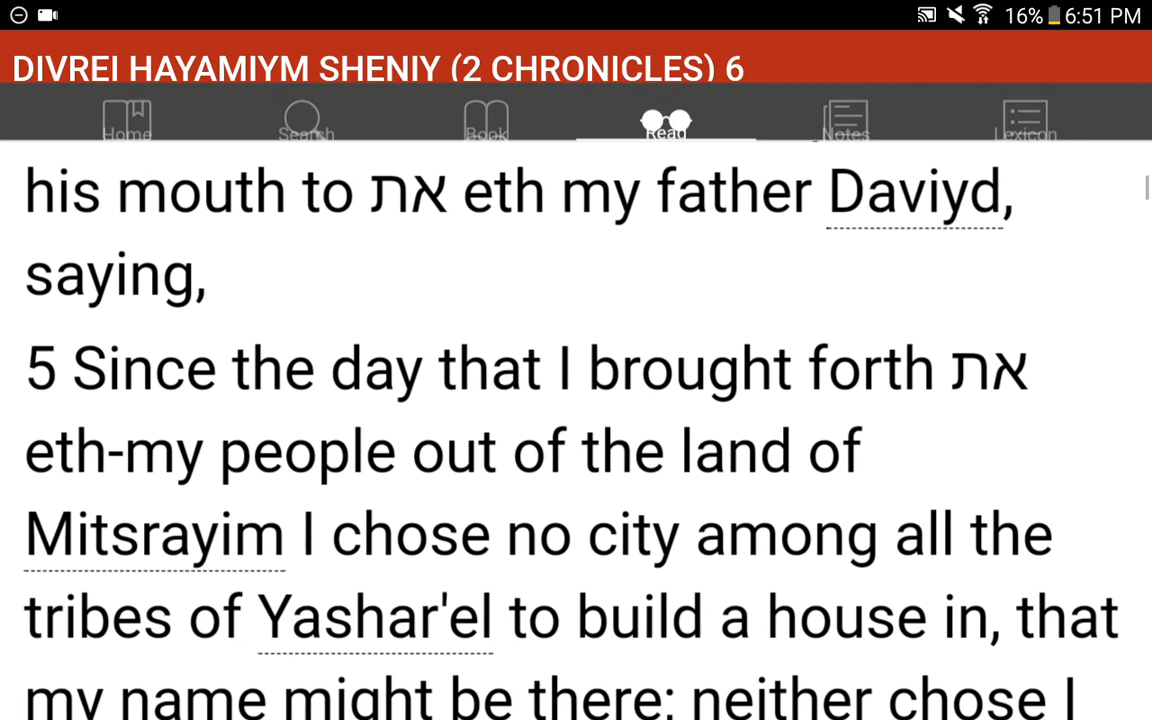 16% 6:51 PM
DIVREI HAYAMIYM SHENIY (2 CHRONICLES) 6
Home Search Book Read Notes Lexicon
his mouth to את eth my father Daviyd,
saying,
5 Since the day that I brought forth את
eth-my people out of the land of
Mitsrayim I chose no city among all the
tribes of Yashar'el to build a house in, that
my name might be there; neither chose I